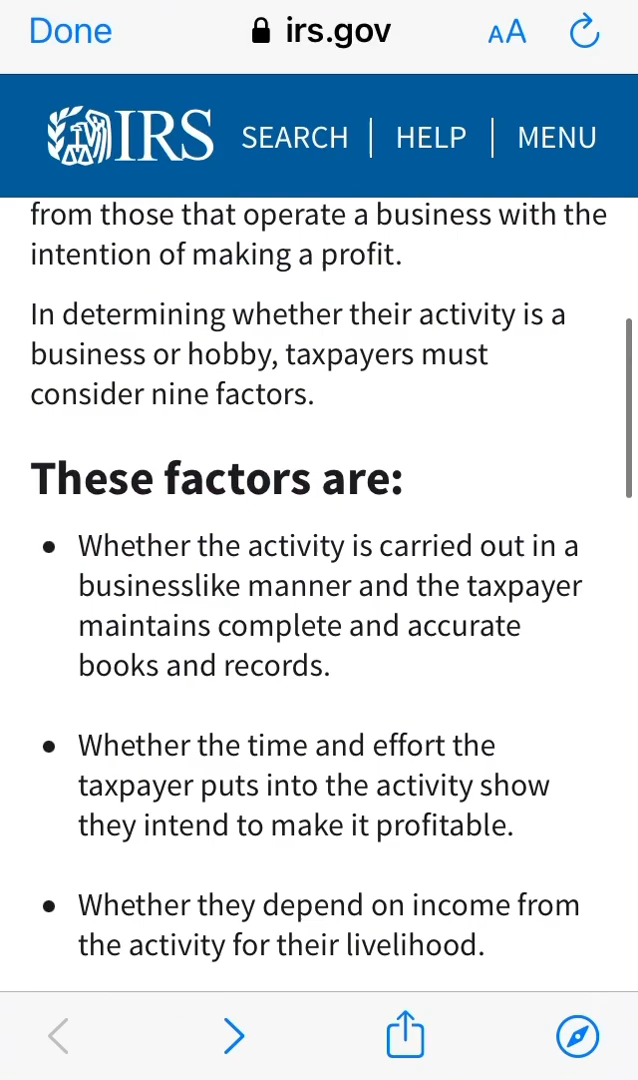 Done irs.gov AA
IRS SEARCH | HELP | MENU
from those that operate a business with the
intention of making a profit.
In determining whether their activity is a
business or hobby, taxpayers must
consider nine factors.
These factors are:
• Whether the activity is carried out in a
businesslike manner and the taxpayer
maintains complete and accurate
books and records.
• Whether the time and effort the
taxpayer puts into the activity show
they intend to make it profitable.
• Whether they depend on income from
the activity for their livelihood.